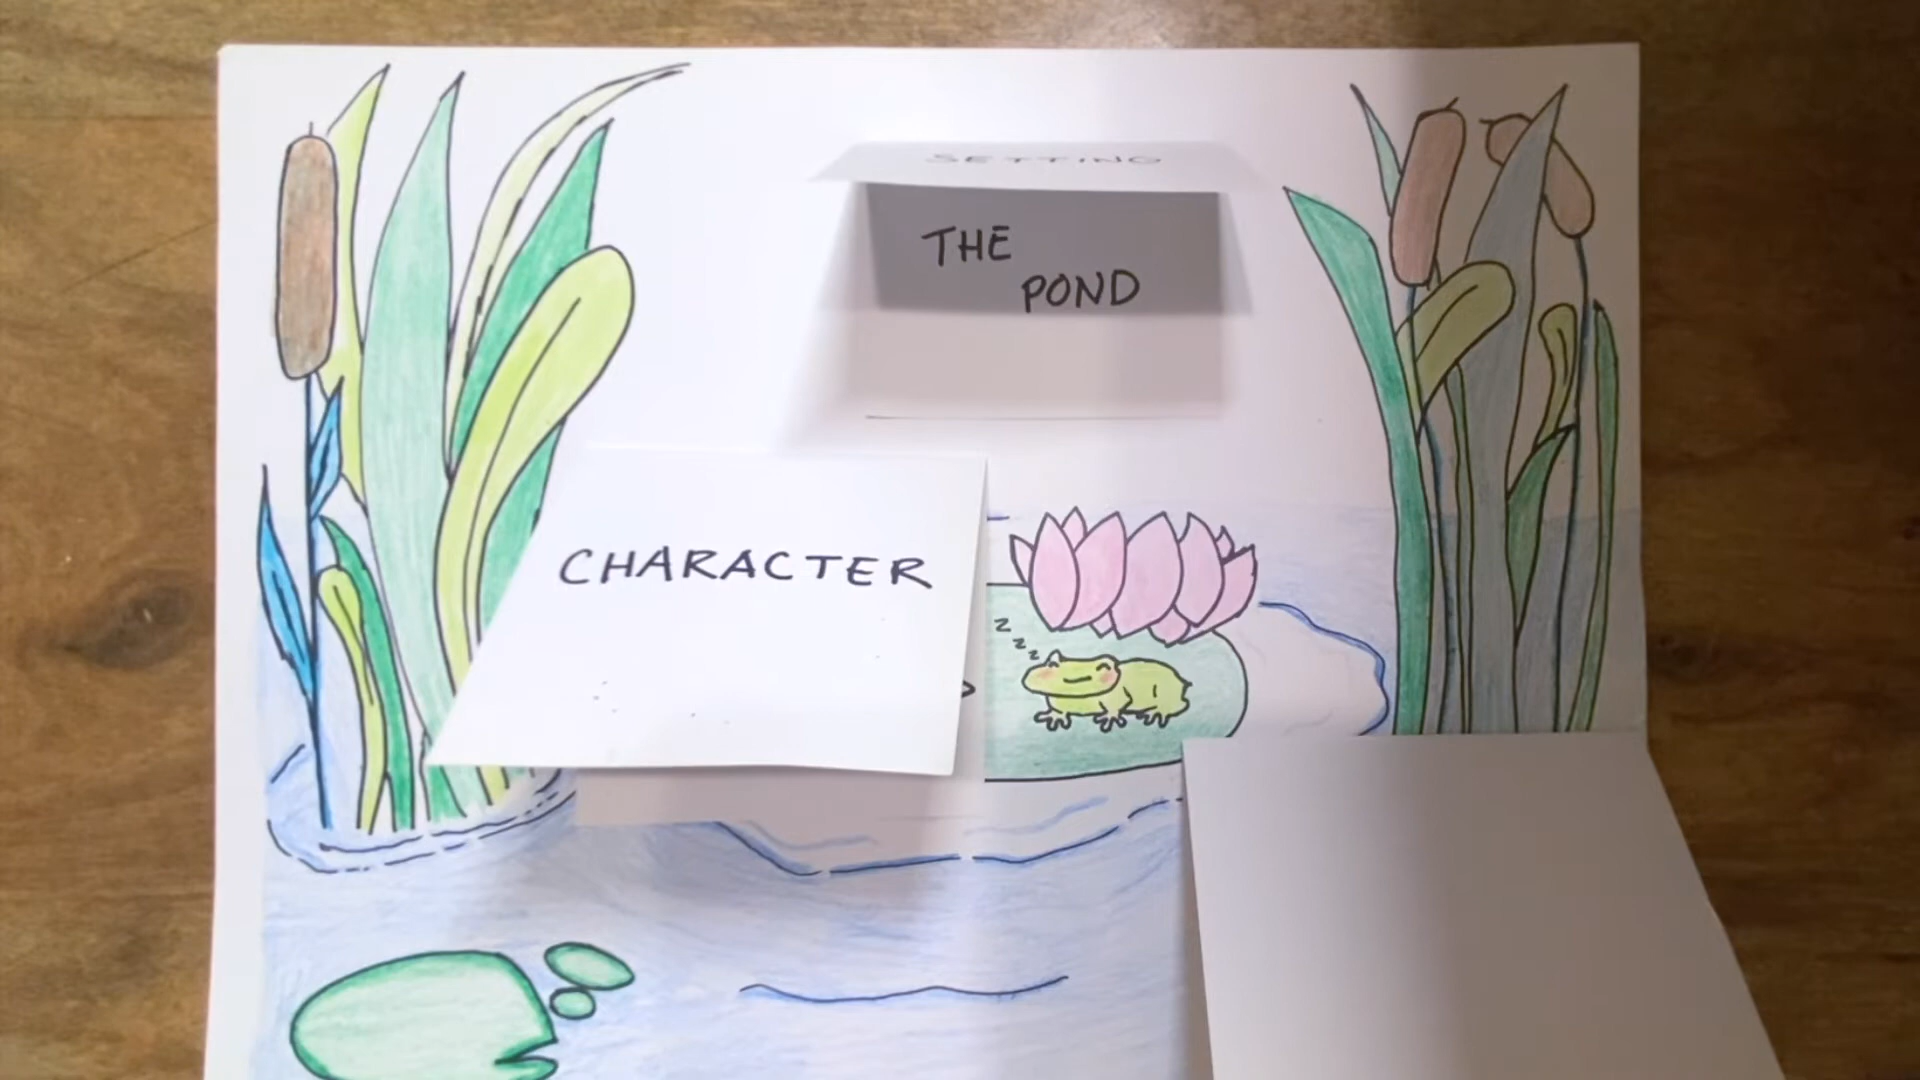 SETTING
THE
POND
CHARACTER
z
z
z